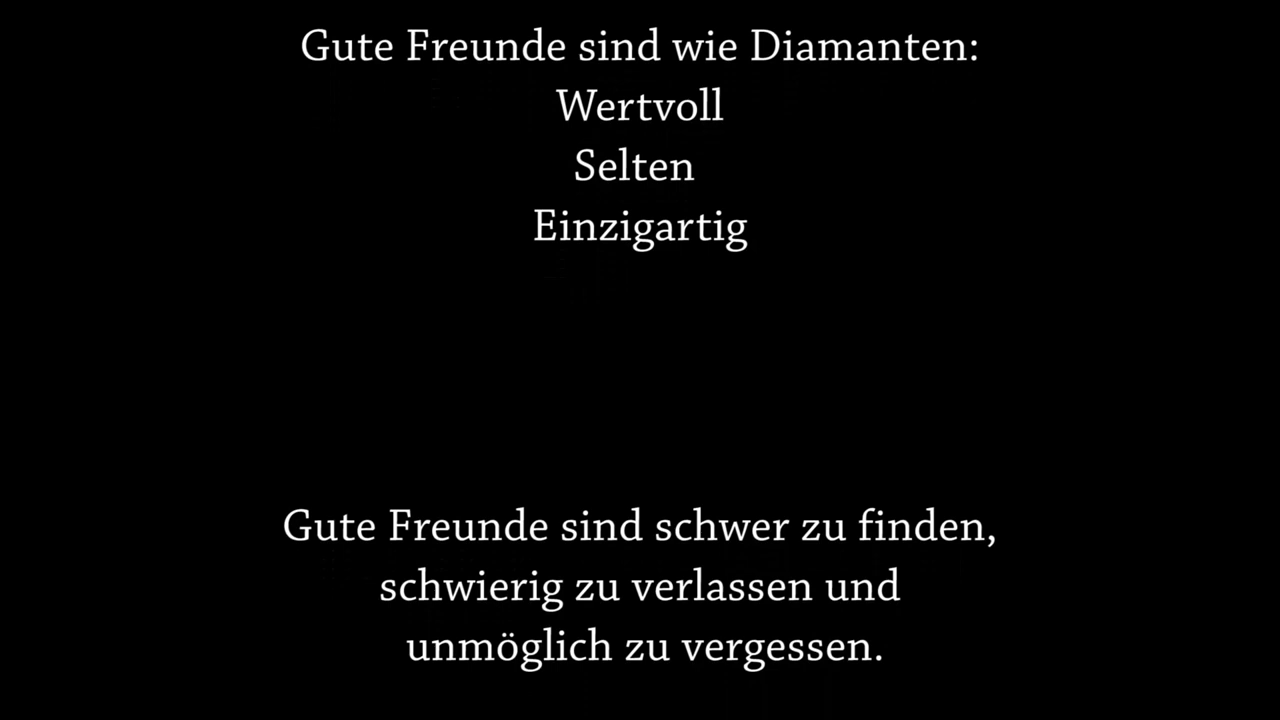 Gute Freunde sind wie Diamanten:
Wertvoll
Selten
Einzigartig
Gute Freunde sind schwer zu finden,
schwierig zu verlassen und
unmöglich zu vergessen.